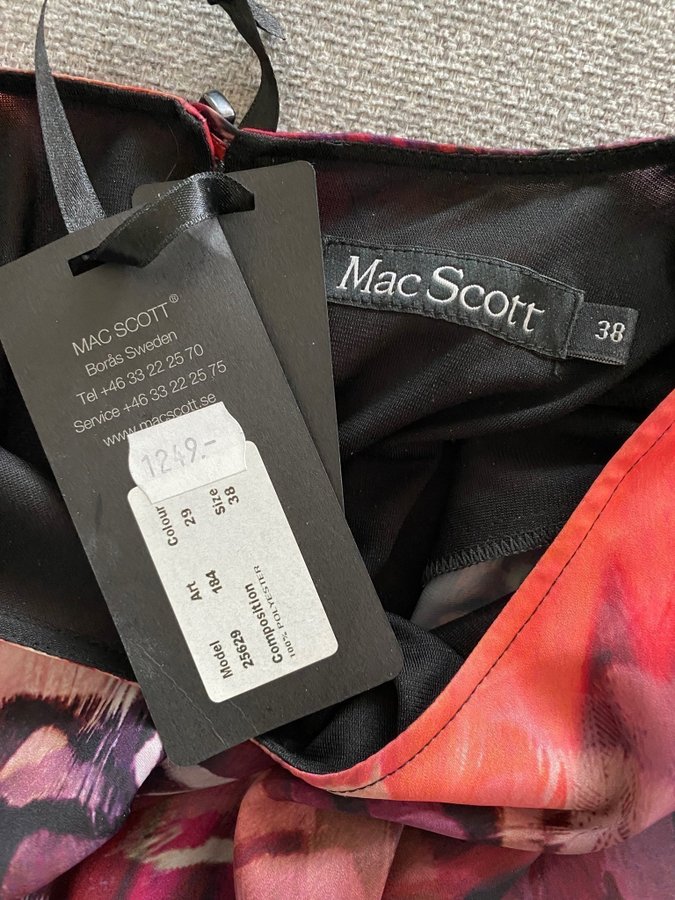 MAC SCOTT®
Borås Sweden
Tel +46 33 22 25 70
Service +46 33 22 25 75
www.macscott.se
1249.-
Model Art Colour Size
25629 184 29 38
Composition
100% POLYESTER
Mac Scott
38